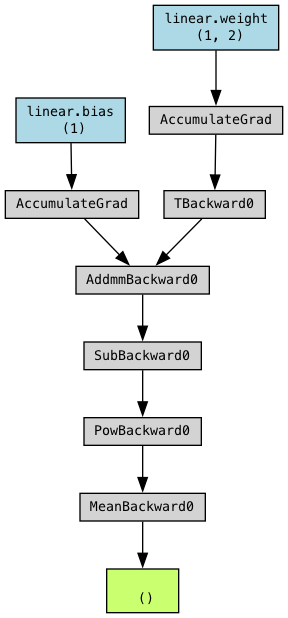 linear.weight
(1, 2)
linear.bias
(1)
AccumulateGrad
AccumulateGrad
TBackward0
AddmmBackward0
SubBackward0
PowBackward0
MeanBackward0
()